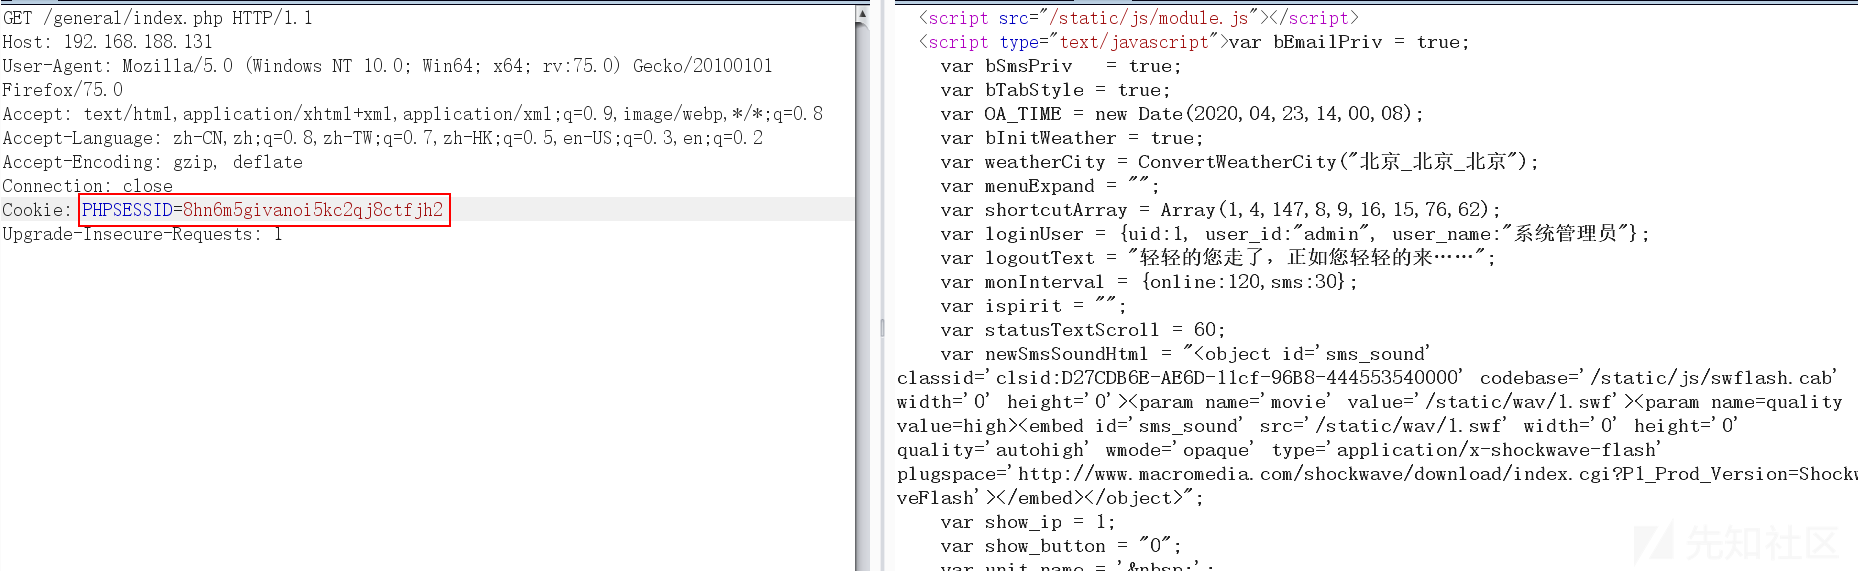 GET /general/index.php HTTP/1.1
Host: 192.168.188.131
User-Agent: Mozilla/5.0 (Windows NT 10.0; Win64; x64; rv:75.0) Gecko/20100101
Firefox/75.0
Accept: text/html,application/xhtml+xml,application/xml;q=0.9,image/webp,*/*;q=0.8
Accept-Language: zh-CN,zh;q=0.8,zh-TW;q=0.7,zh-HK;q=0.5,en-US;q=0.3,en;q=0.2
Accept-Encoding: gzip, deflate
Connection: close
Cookie: PHPSESSID=8hn6m5givanoi5kc2qj8ctfjh2
Upgrade-Insecure-Requests: 1
<script src="/static/js/module.js"></script>
<script type="text/javascript">var bEmailPriv = true;
var bSmsPriv   = true;
var bTabStyle = true;
var OA_TIME = new Date(2020,04,23,14,00,08);
var bInitWeather = true;
var weatherCity = ConvertWeatherCity("北京_北京_北京");
var menuExpand = "";
var shortcutArray = Array(1,4,147,8,9,16,15,76,62);
var loginUser = {uid:1, user_id:"admin", user_name:"系统管理员"};
var logoutText = "轻轻的您走了，正如您轻轻的来……";
var monInterval = {online:120,sms:30};
var ispirit = "";
var statusTextScroll = 60;
var newSmsSoundHtml = "<object id='sms_sound'
classid='clsid:D27CDB6E-AE6D-11cf-96B8-444553540000' codebase='/static/js/swflash.cab'
width='0' height='0'><param name='movie' value='/static/wav/1.swf'><param name=quality
value=high><embed id='sms_sound' src='/static/wav/1.swf' width='0' height='0'
quality='autohigh' wmode='opaque' type='application/x-shockwave-flash'
plugspace='http://www.macromedia.com/shockwave/download/index.cgi?P1_Prod_Version=Shockw
veFlash'></embed></object>";
var show_ip = 1;
var show_button = "0";
var unit_name = '&nbsp;';
先知社区